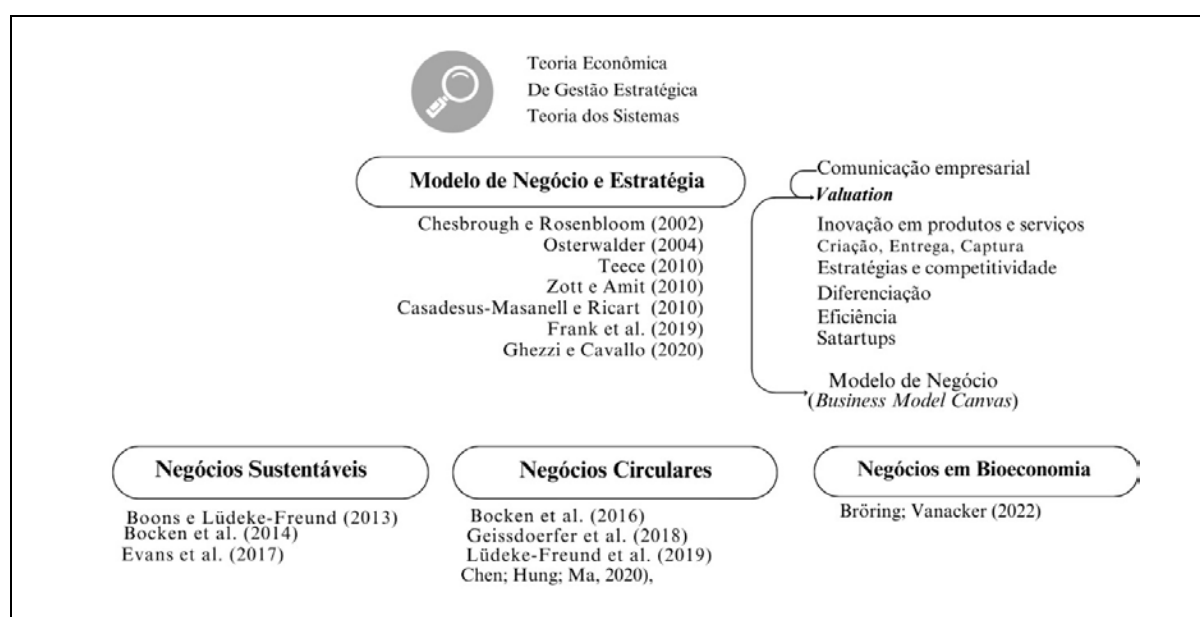 Teoria Econômica
De Gestão Estratégica
Teoria dos Sistemas
Modelo de Negócio e Estratégia
Chesbrough e Rosenbloom (2002)
Osterwalder (2004)
Teece (2010)
Zott e Amit (2010)
Casadesus-Masanell e Ricart (2010)
Frank et al. (2019)
Ghezzi e Cavallo (2020)
Comunicação empresarial
Valuation
Inovação em produtos e serviços
Criação, Entrega, Captura
Estratégias e competitividade
Diferenciação
Eficiência
Satartups
Modelo de Negócio
(Business Model Canvas)
Negócios Sustentáveis
Boons e Lüdeke-Freund (2013)
Bocken et al. (2014)
Evans et al. (2017)
Negócios Circulares
Bocken et al. (2016)
Geissdoerfer et al. (2018)
Lüdeke-Freund et al. (2019)
Chen; Hung; Ma, 2020),
Negócios em Bioeconomia
Bröring; Vanacker (2022)